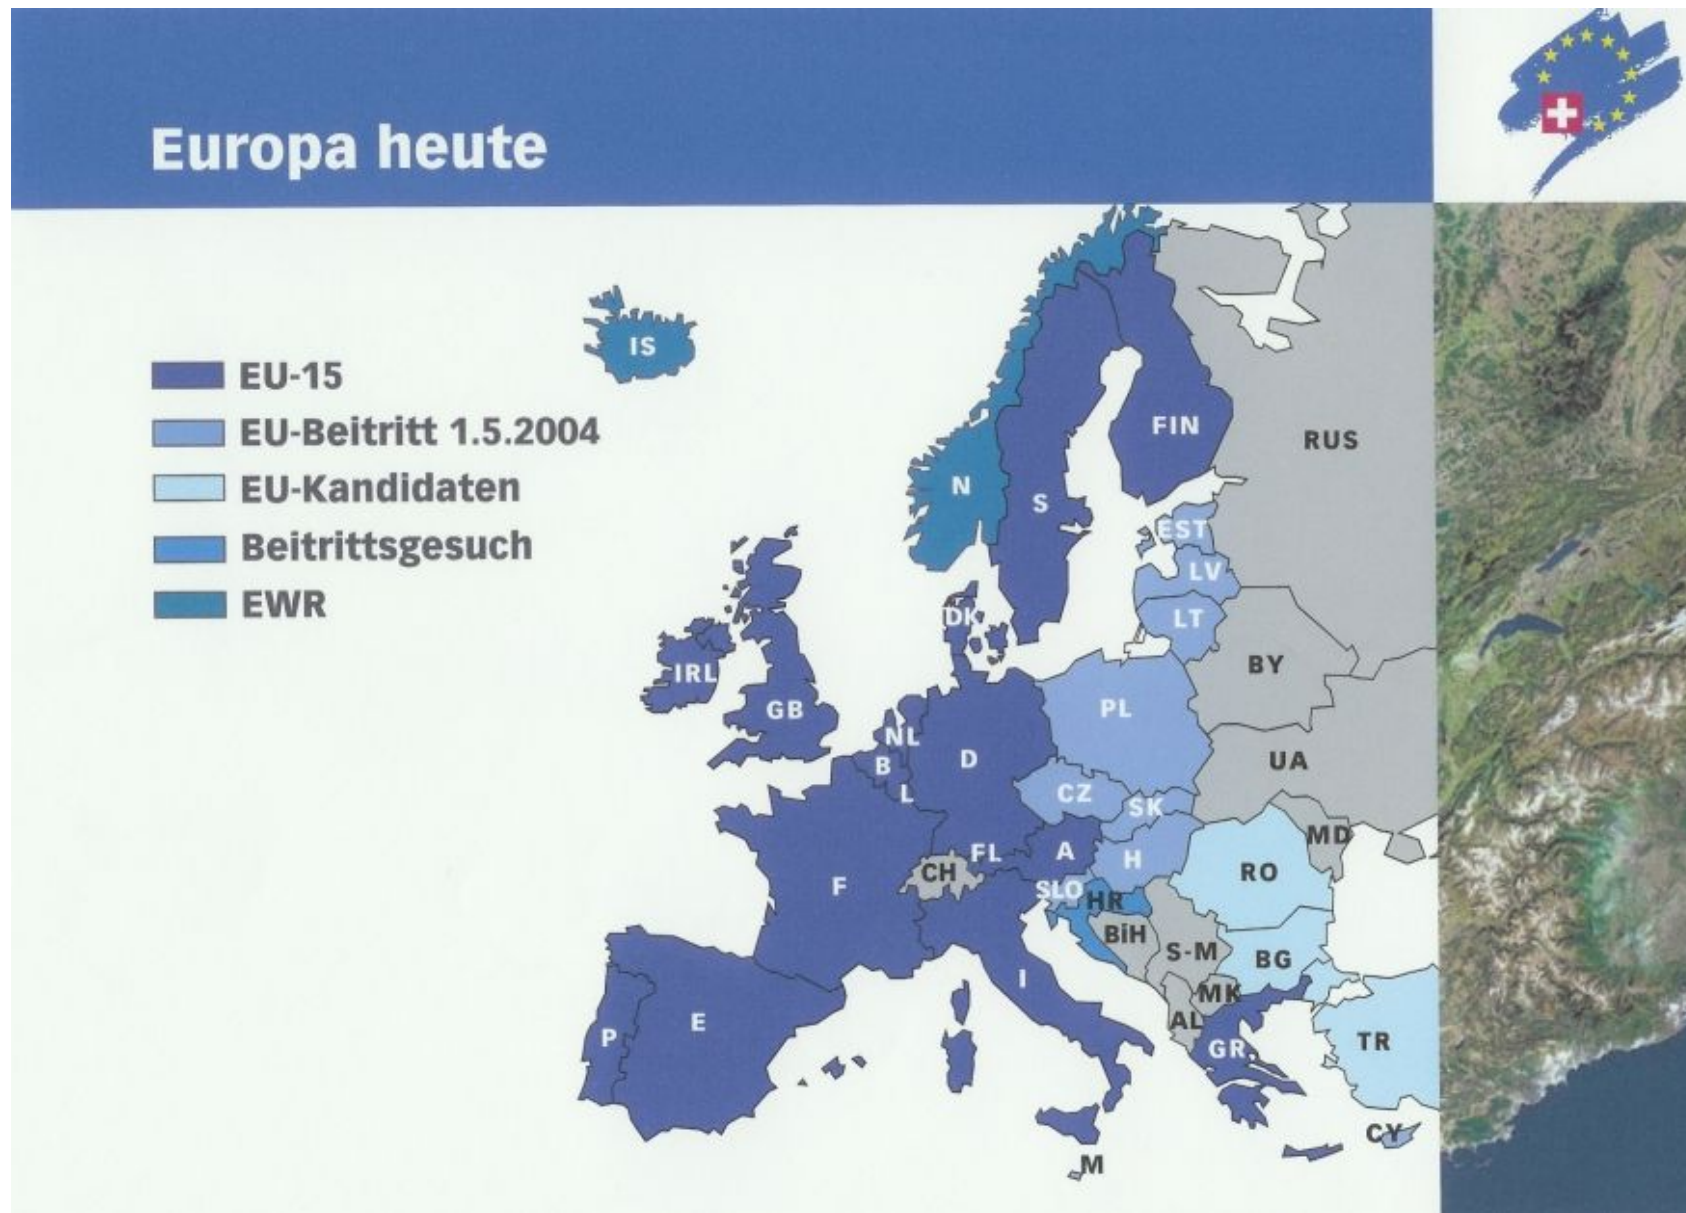 Europa heute
EU-15
EU-Beitritt 1.5.2004
EU-Kandidaten
Beitrittsgesuch
EWR
IS
FIN
RUS
N
S
EST
LV
LT
DK
BY
IRL
GB
PL
NL
B
D
UA
L
CZ
SK
MD
FL
A
H
CH
RO
F
SLO
HR
BiH
S-M
BG
I
MK
AL
E
P
GR
TR
CY
M